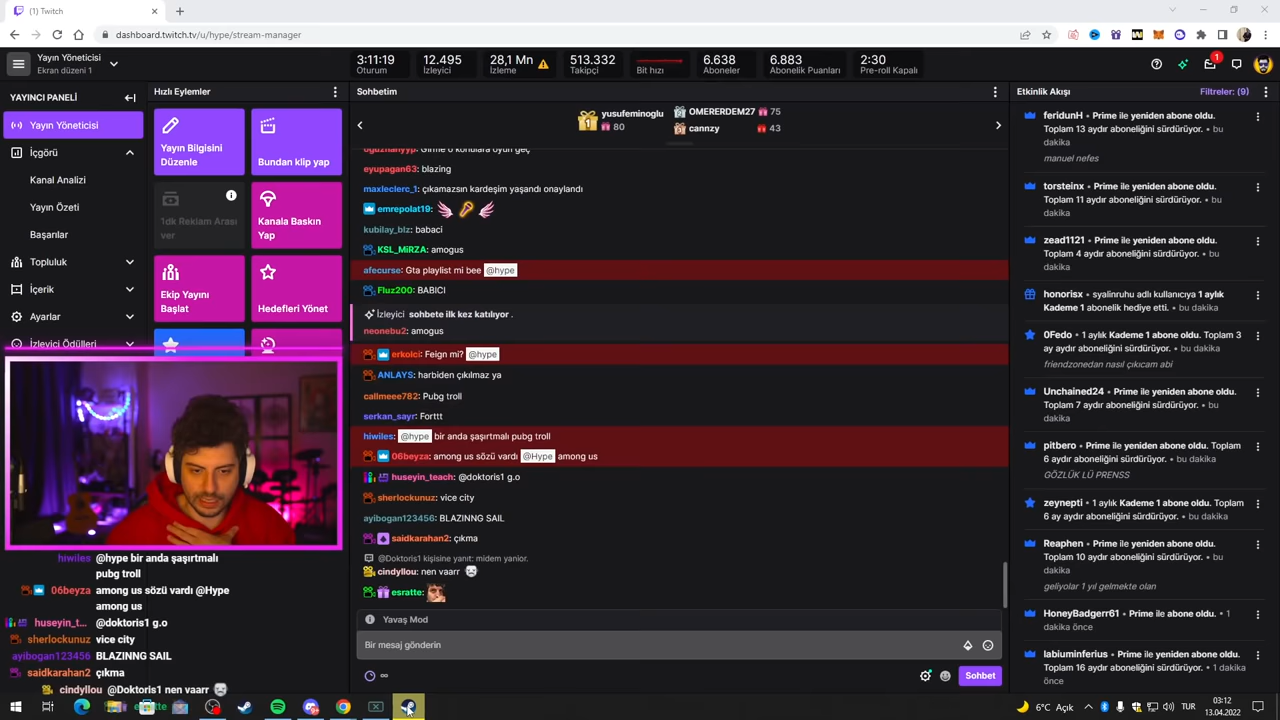 (1) Twitch
dashboard.twitch.tv/u/hype/stream-manager
Yayın Yöneticisi
Ekran düzeni 1
3:11:19
Oturum
12.495
İzleyici
28,1 Mn
İzleme
513.332
Takipçi
Bit hızı
6.638
Aboneler
6.883
Abonelik Puanları
2:30
Pre-roll Kapalı
1
YAYINCI PANELİ
Yayın Yöneticisi
İçgörü
Kanal Analizi
Yayın Özeti
Başarılar
Topluluk
İçerik
Ayarlar
İzleyici Ödülleri
Hızlı Eylemler
Yayın Bilgisini
Düzenle
Bundan klip yap
1dk Reklam Arası
ver
Kanala Baskın
Yap
Ekip Yayını
Başlat
Hedefleri Yönet
Sohbetim
1
yusufeminoglu
80
OMERERDEM27 75
cannzy 43
oguzhanyyp: Girme o konulara oyun geç
eyupagan63: blazing
maxleclerc_1: çıkamazsın kardeşim yaşandı onaylandı
emrepolat19:
kubilay_blz: babaci
KSL_MiRZA: amogus
afecurse: Gta playlist mi bee @hype
Fluz200: BABICI
İzleyici sohbete ilk kez katılıyor .
neonebu2: amogus
erkolci: Feign mi? @hype
ANLAYS: harbiden çıkılmaz ya
callmeee782: Pubg troll
serkan_sayr: Forttt
hiwiles: @hype bir anda şaşırtmalı pubg troll
06beyza: among us sözü vardı @Hype among us
huseyin_teach: @doktoris1 g.o
sherlockunuz: vice city
ayibogan123456: BLAZINNG SAIL
saidkarahan2: çıkma
@Doktoris1 kişisine yanıt: midem yanior.
cindyllou: nen vaarr
esratte:
Yavaş Mod
Bir mesaj gönderin
Sohbet
Etkinlik Akışı
Filtreler: (9)
feridunH • Prime ile yeniden abone oldu.
Toplam 13 aydır aboneliğini sürdürüyor. • bu
dakika
manuel nefes
torsteinx • Prime ile yeniden abone oldu.
Toplam 11 aydır aboneliğini sürdürüyor. • bu
dakika
zead1121 • Prime ile yeniden abone oldu.
Toplam 4 aydır aboneliğini sürdürüyor. • bu
dakika
honorisx • syalinruhu adlı kullanıcıya 1 aylık
Kademe 1 abonelik hediye etti. • bu dakika
0Fedo • 1 aylık Kademe 1 abone oldu. Toplam 3
ay aydır aboneliğini sürdürüyor. • bu dakika
friendzonedan nasıl çıkıcam abi
Unchained24 • Prime ile yeniden abone oldu.
Toplam 7 aydır aboneliğini sürdürüyor. • bu
dakika
pitbero • Prime ile yeniden abone oldu. Toplam
6 aydır aboneliğini sürdürüyor. • bu dakika
GÖZLÜK LÜ PRENSS
zeynepti • 1 aylık Kademe 1 abone oldu. Toplam
6 ay aydır aboneliğini sürdürüyor. • bu dakika
Reaphen • Prime ile yeniden abone oldu.
Toplam 10 aydır aboneliğini sürdürüyor. • bu
dakika
geliyolar 1 yıl gelmekte olan
HoneyBadgerr61 • Prime ile abone oldu. • 1
dakika önce
labiuminferius • Prime ile yeniden abone oldu.
Toplam 16 aydır aboneliğini sürdürüyor. • 1 dakika
önce
hiwiles @hype bir anda şaşırtmalı
pubg troll
06beyza among us sözü vardı @Hype
among us
huseyin_t... @doktoris1 g.o
sherlockunuz vice city
ayibogan123456 BLAZINNG SAIL
saidkarahan2 çıkma
cindyllou @Doktoris1 nen vaarr
esratte
6°C Açık
TUR
03:12
13.04.2022